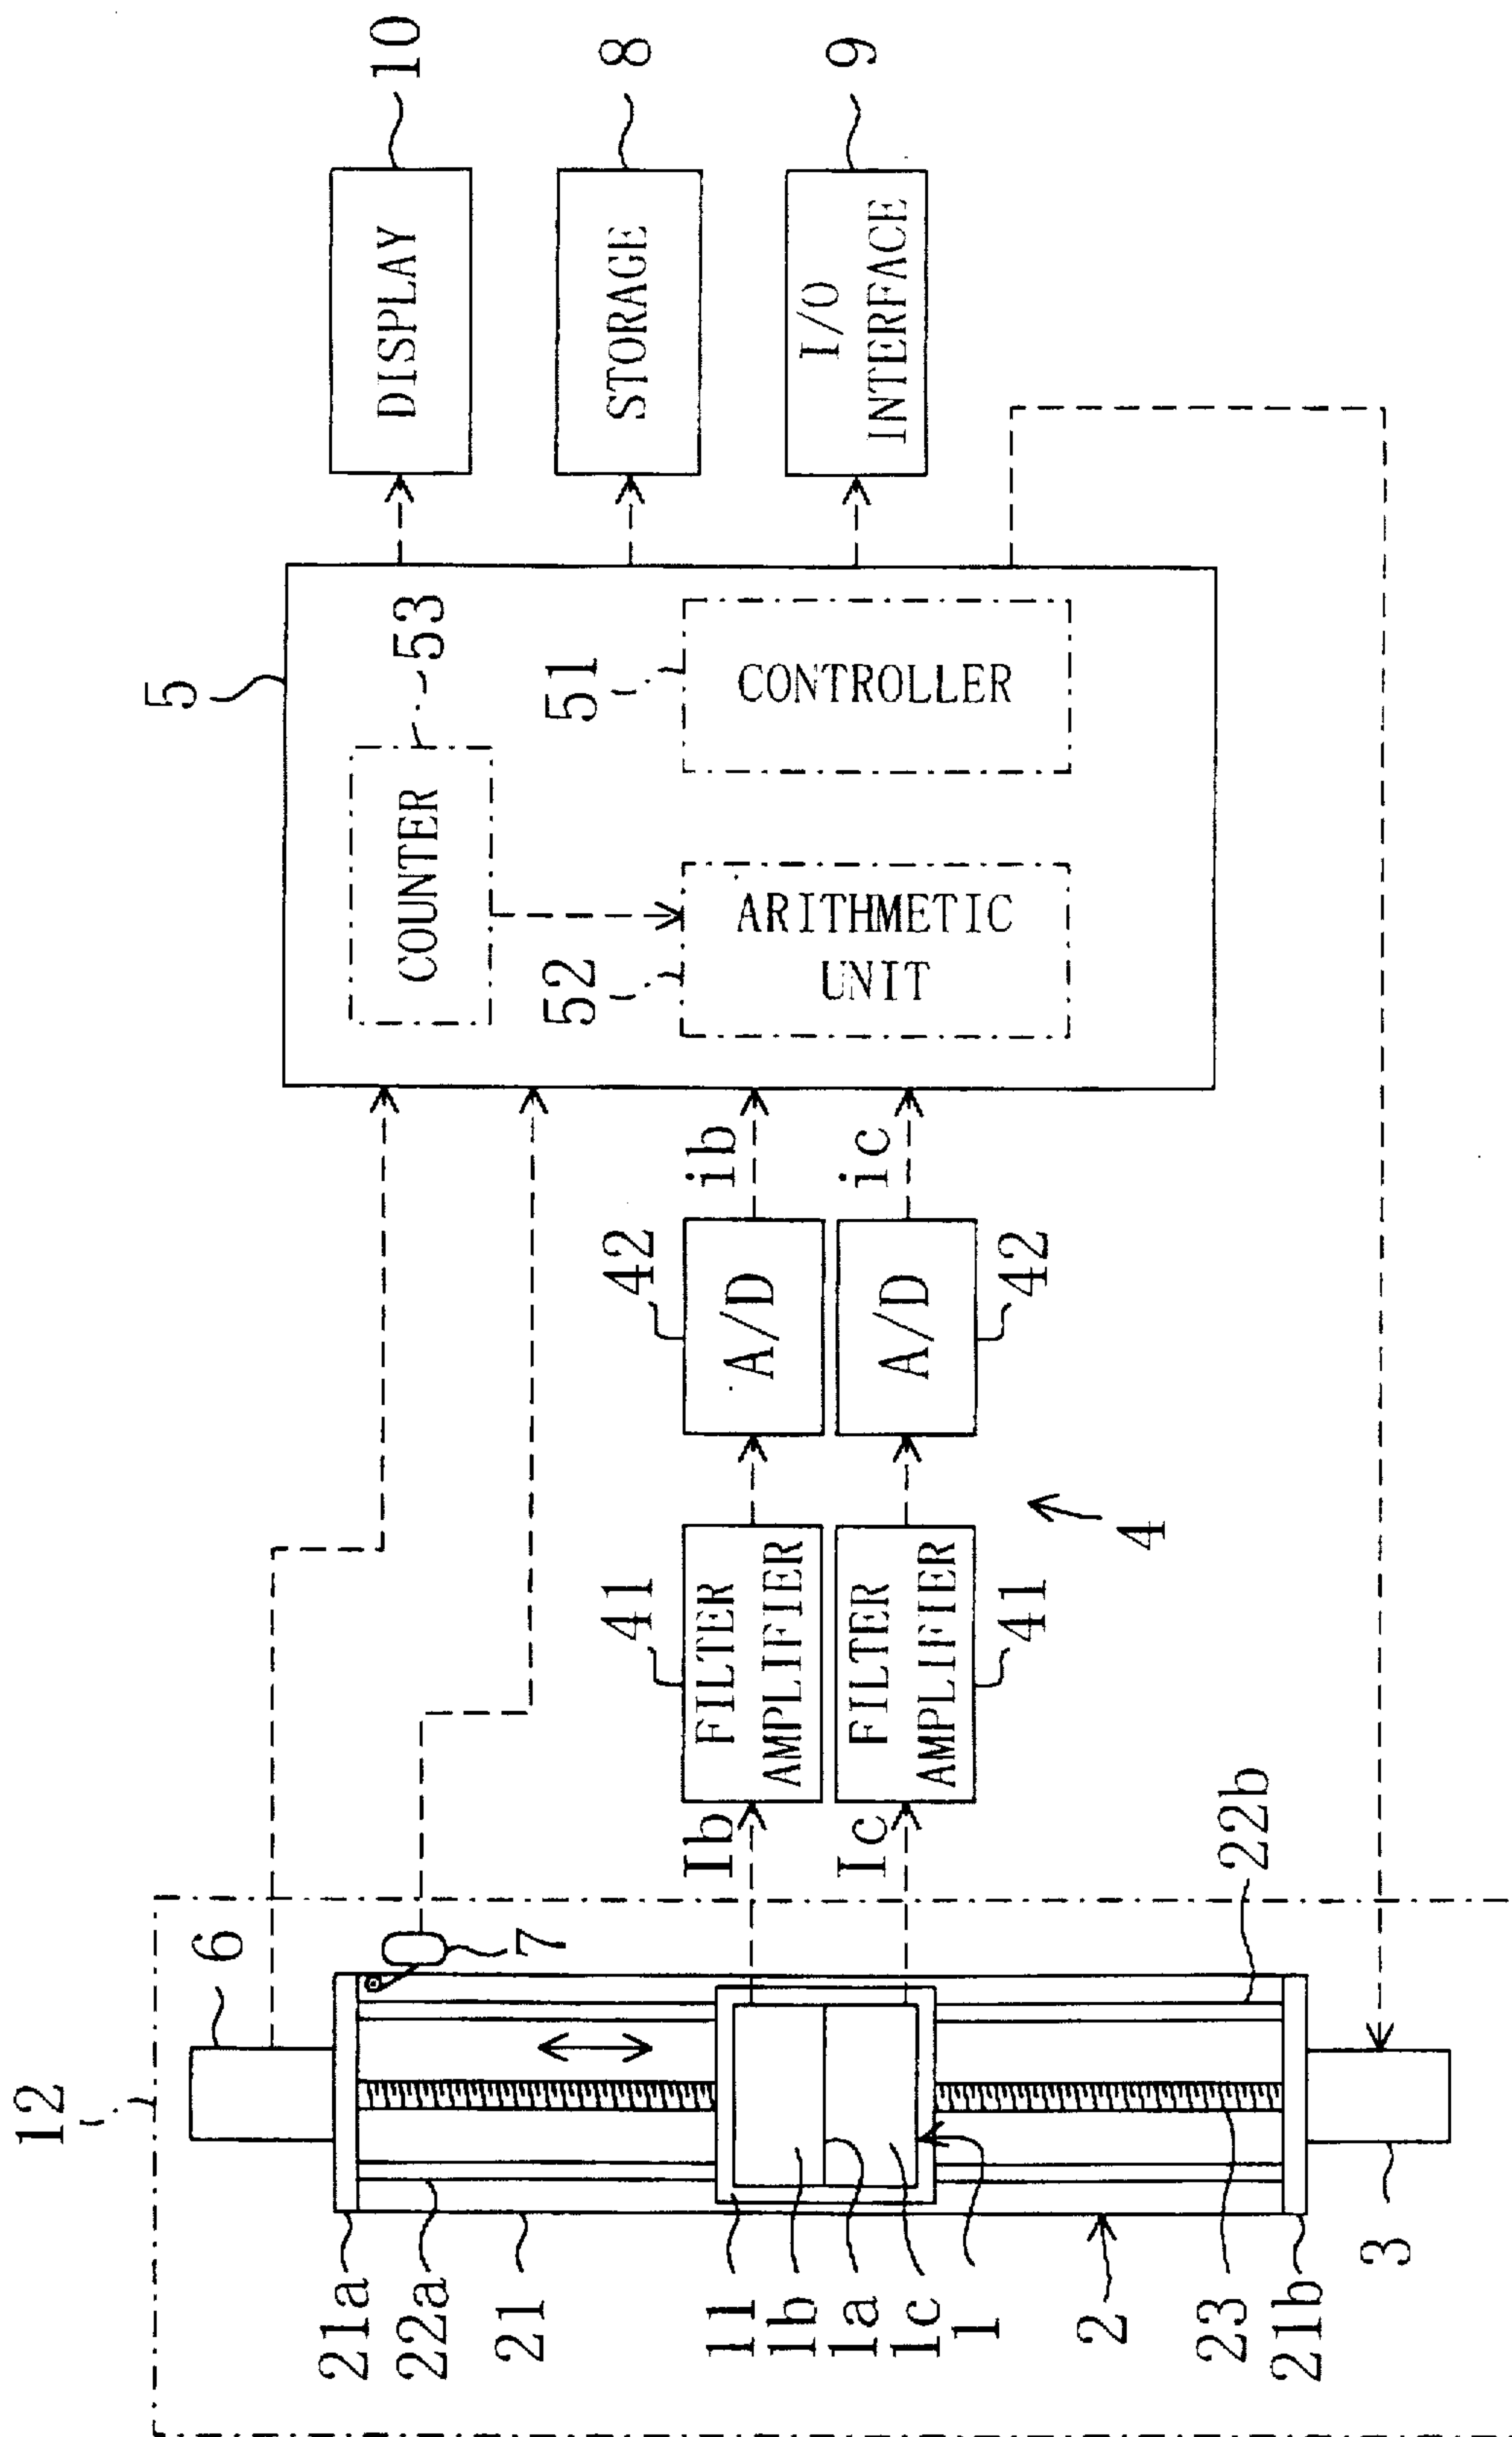 12
6
7
21a
22a
21
11
1b
1a
1c
1
2
23
21b
3
22b
Ib
Ic
41
FILTER
AMPLIFIER
FILTER
AMPLIFIER
41
4
42
A/D
A/D
42
ib
ic
5
COUNTER
53
52
ARITHMETIC
UNIT
51
CONTROLLER
DISPLAY
10
STORAGE
8
I/O
INTERFACE
9